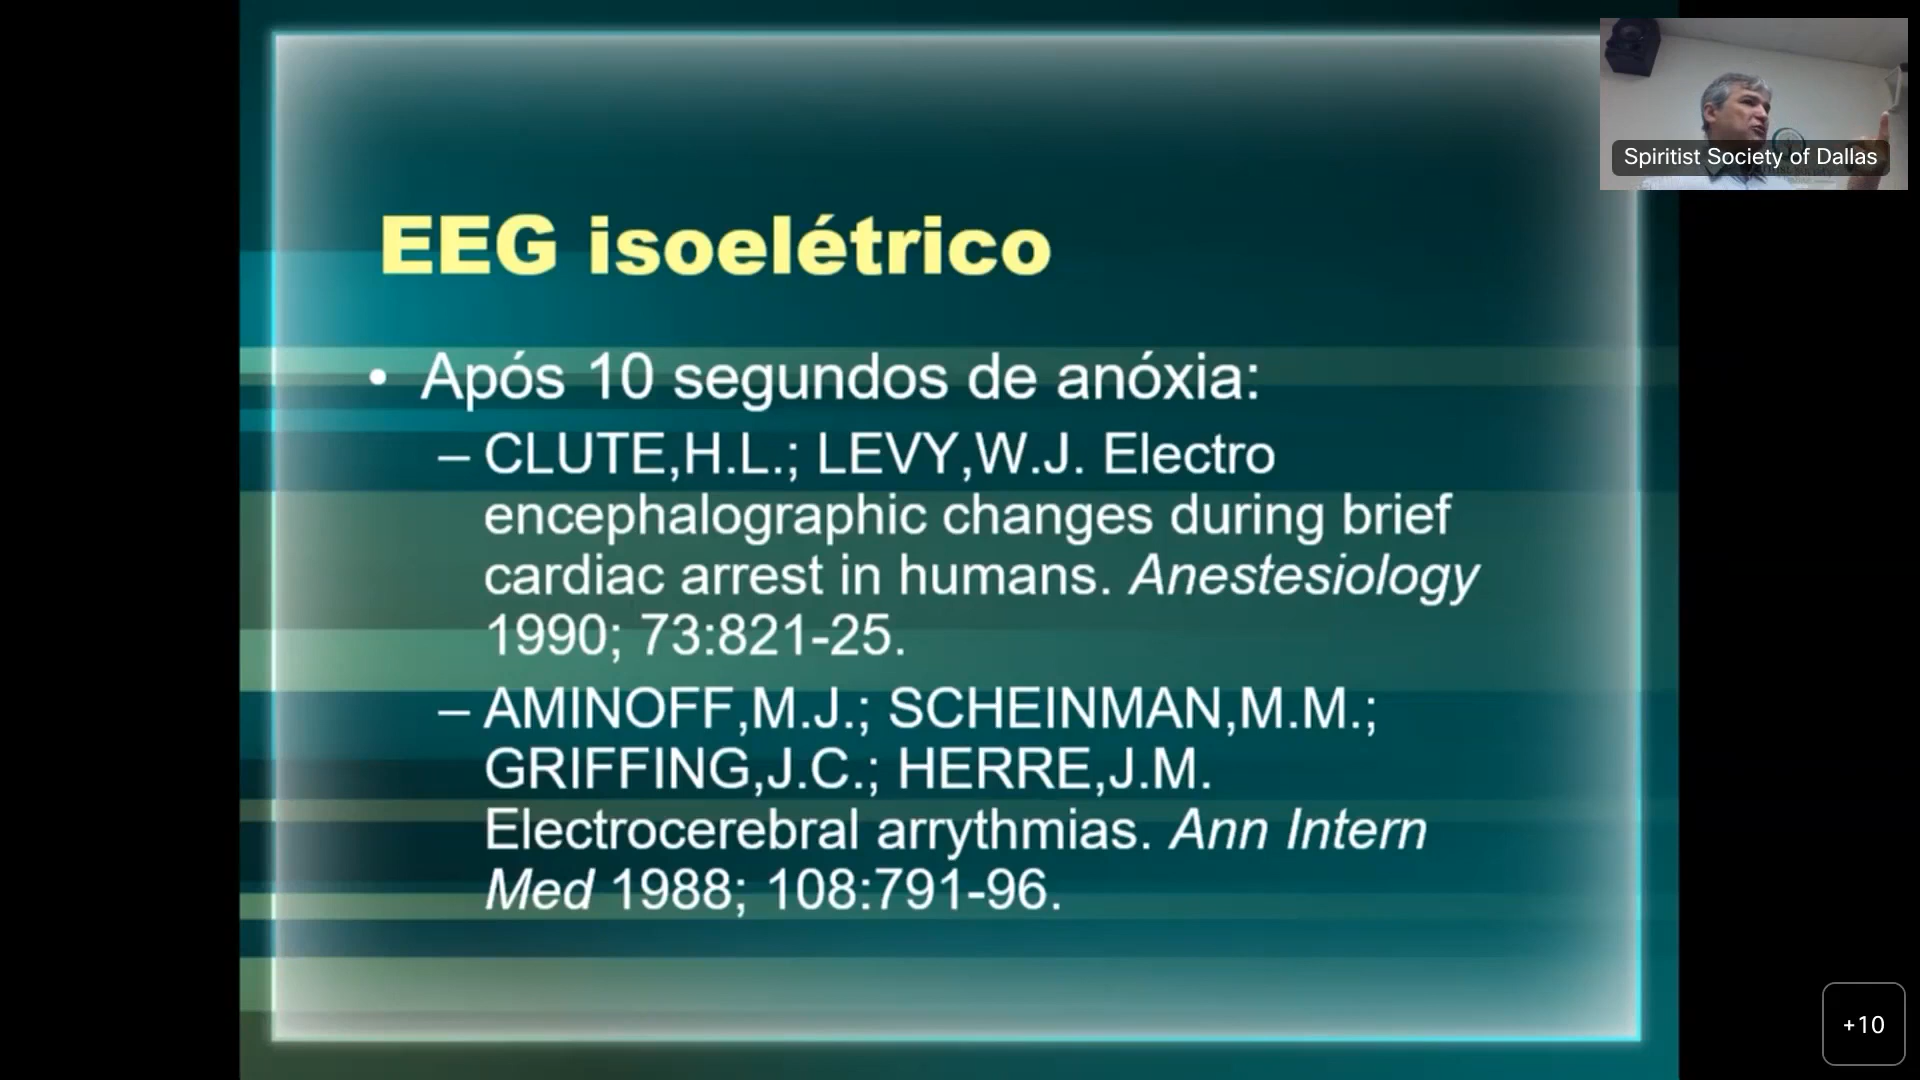 Spiritist Society of Dallas
EEG isoelétrico
• Após 10 segundos de anóxia:
– CLUTE,H.L.; LEVY,W.J. Electro
encephalographic changes during brief
cardiac arrest in humans. Anestesiology
1990; 73:821-25.
– AMINOFF,M.J.; SCHEINMAN,M.M.;
GRIFFING,J.C.; HERRE,J.M.
Electrocerebral arrythmias. Ann Intern
Med 1988; 108:791-96.
+10